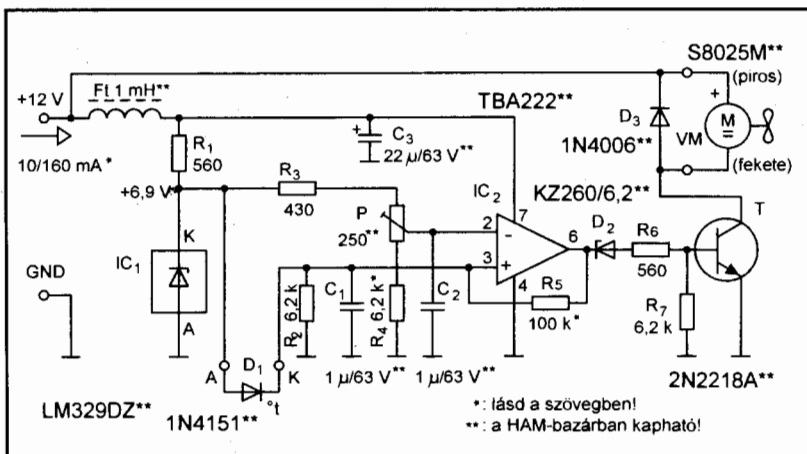 S8025M**
(piros)
Ft 1 mH**
+12 V
TBA222**
+
D3
M
=
VM
1N4006**
(fekete)
R1
560
+
C3
22 µ/63 V**
10/160 mA*
R3
430
+6,9 V
IC2
KZ260/6,2**
T
P
250**
7
2
-
3
+
6
4
D2
R6
560
K
IC1
A
GND
C1
R2 6,2 k
R4 6,2 k*
C2
R5
100 k*
R7
6,2 k
1 µ/63 V**
1 µ/63 V**
2N2218A**
A
D1
K
°t
LM329DZ**
1N4151**
*: lásd a szövegben!
**: a HAM-bazárban kapható!